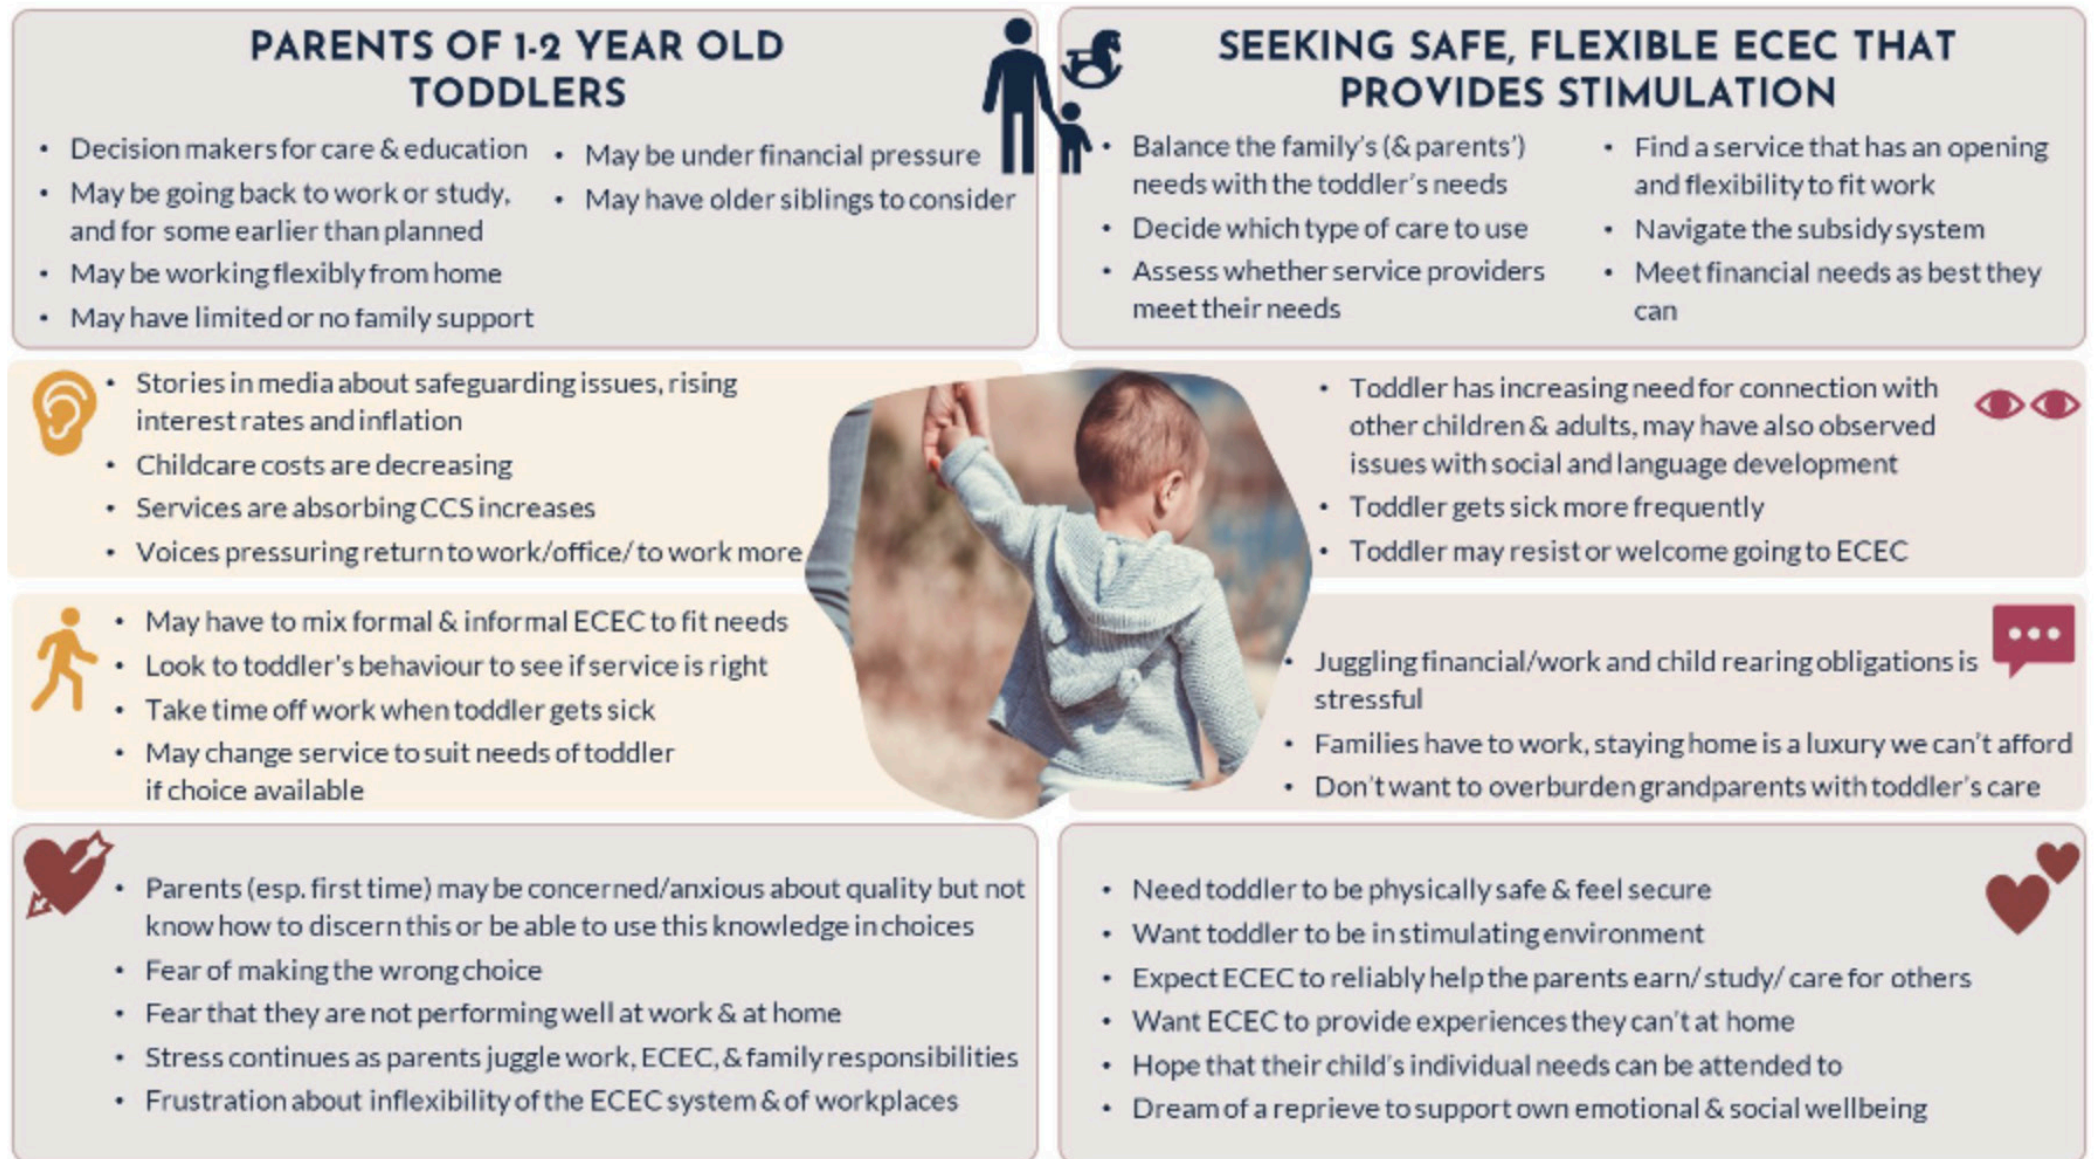 PARENTS OF 1-2 YEAR OLD
TODDLERS
• Decision makers for care & education
• May be going back to work or study,
and for some earlier than planned
• May be working flexibly from home
• May have limited or no family support
• May be under financial pressure
• May have older siblings to consider
SEEKING SAFE, FLEXIBLE ECEC THAT
PROVIDES STIMULATION
• Balance the family's (& parents')
needs with the toddler's needs
• Decide which type of care to use
• Assess whether service providers
meet their needs
• Find a service that has an opening
and flexibility to fit work
• Navigate the subsidy system
• Meet financial needs as best they
can
• Stories in media about safeguarding issues, rising
interest rates and inflation
• Childcare costs are decreasing
• Services are absorbing CCS increases
• Voices pressuring return to work/office/ to work more
• Toddler has increasing need for connection with
other children & adults, may have also observed
issues with social and language development
• Toddler gets sick more frequently
• Toddler may resist or welcome going to ECEC
• May have to mix formal & informal ECEC to fit needs
• Look to toddler's behaviour to see if service is right
• Take time off work when toddler gets sick
• May change service to suit needs of toddler
if choice available
• Juggling financial/work and child rearing obligations is
stressful
• Families have to work, staying home is a luxury we can't afford
• Don't want to overburden grandparents with toddler's care
• Parents (esp. first time) may be concerned/anxious about quality but not
know how to discern this or be able to use this knowledge in choices
• Fear of making the wrong choice
• Fear that they are not performing well at work & at home
• Stress continues as parents juggle work, ECEC, & family responsibilities
• Frustration about inflexibility of the ECEC system & of workplaces
• Need toddler to be physically safe & feel secure
• Want toddler to be in stimulating environment
• Expect ECEC to reliably help the parents earn/ study/ care for others
• Want ECEC to provide experiences they can't at home
• Hope that their child's individual needs can be attended to
• Dream of a reprieve to support own emotional & social wellbeing